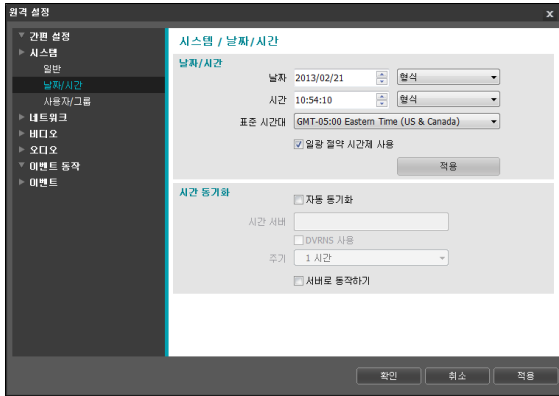 원격 설정
x
간편 설정
시스템
일반
날짜/시간
사용자/그룹
네트워크
비디오
오디오
이벤트 동작
이벤트
시스템 / 날짜/시간
날짜/시간
날짜 2013/02/21 형식
시간 10:54:10 형식
표준 시간대 GMT-05:00 Eastern Time (US & Canada)
일광 절약 시간제 사용
적용
시간 동기화
자동 동기화
시간 서버
DVRNS 사용
주기 1 시간
서버로 동작하기
확인 취소 적용